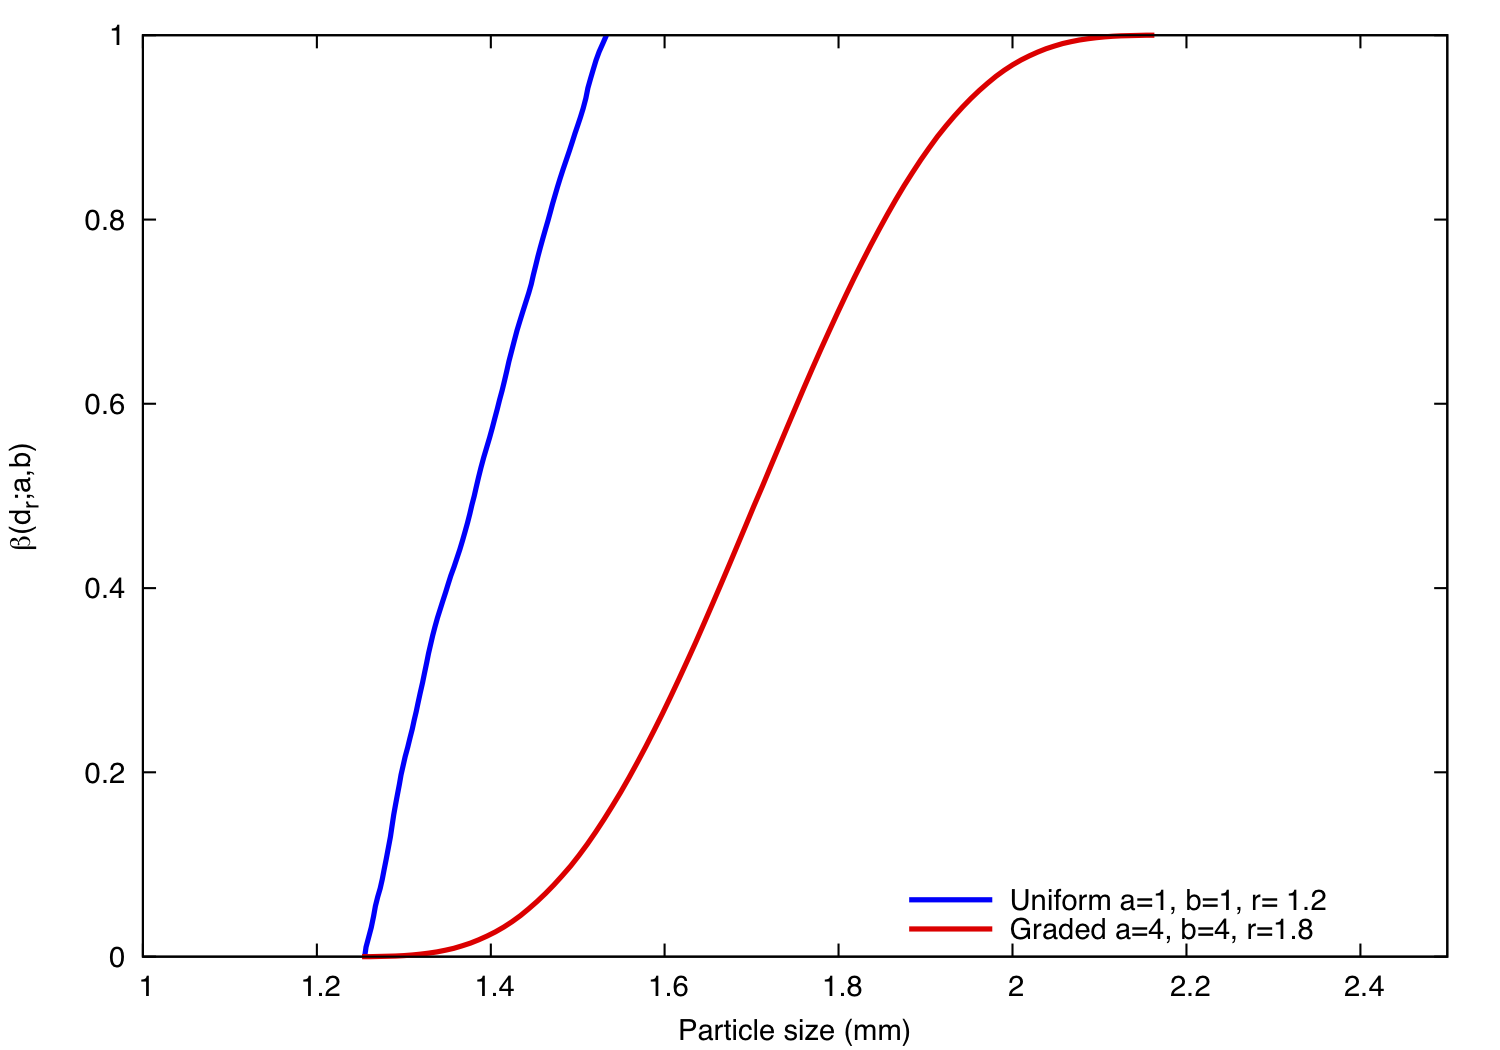 1
0.8
0.6
0.4
0.2
0
β(dr;a,b)
1 1.2 1.4 1.6 1.8 2 2.2 2.4
Particle size (mm)
Uniform a=1, b=1, r= 1.2
Graded a=4, b=4, r=1.8